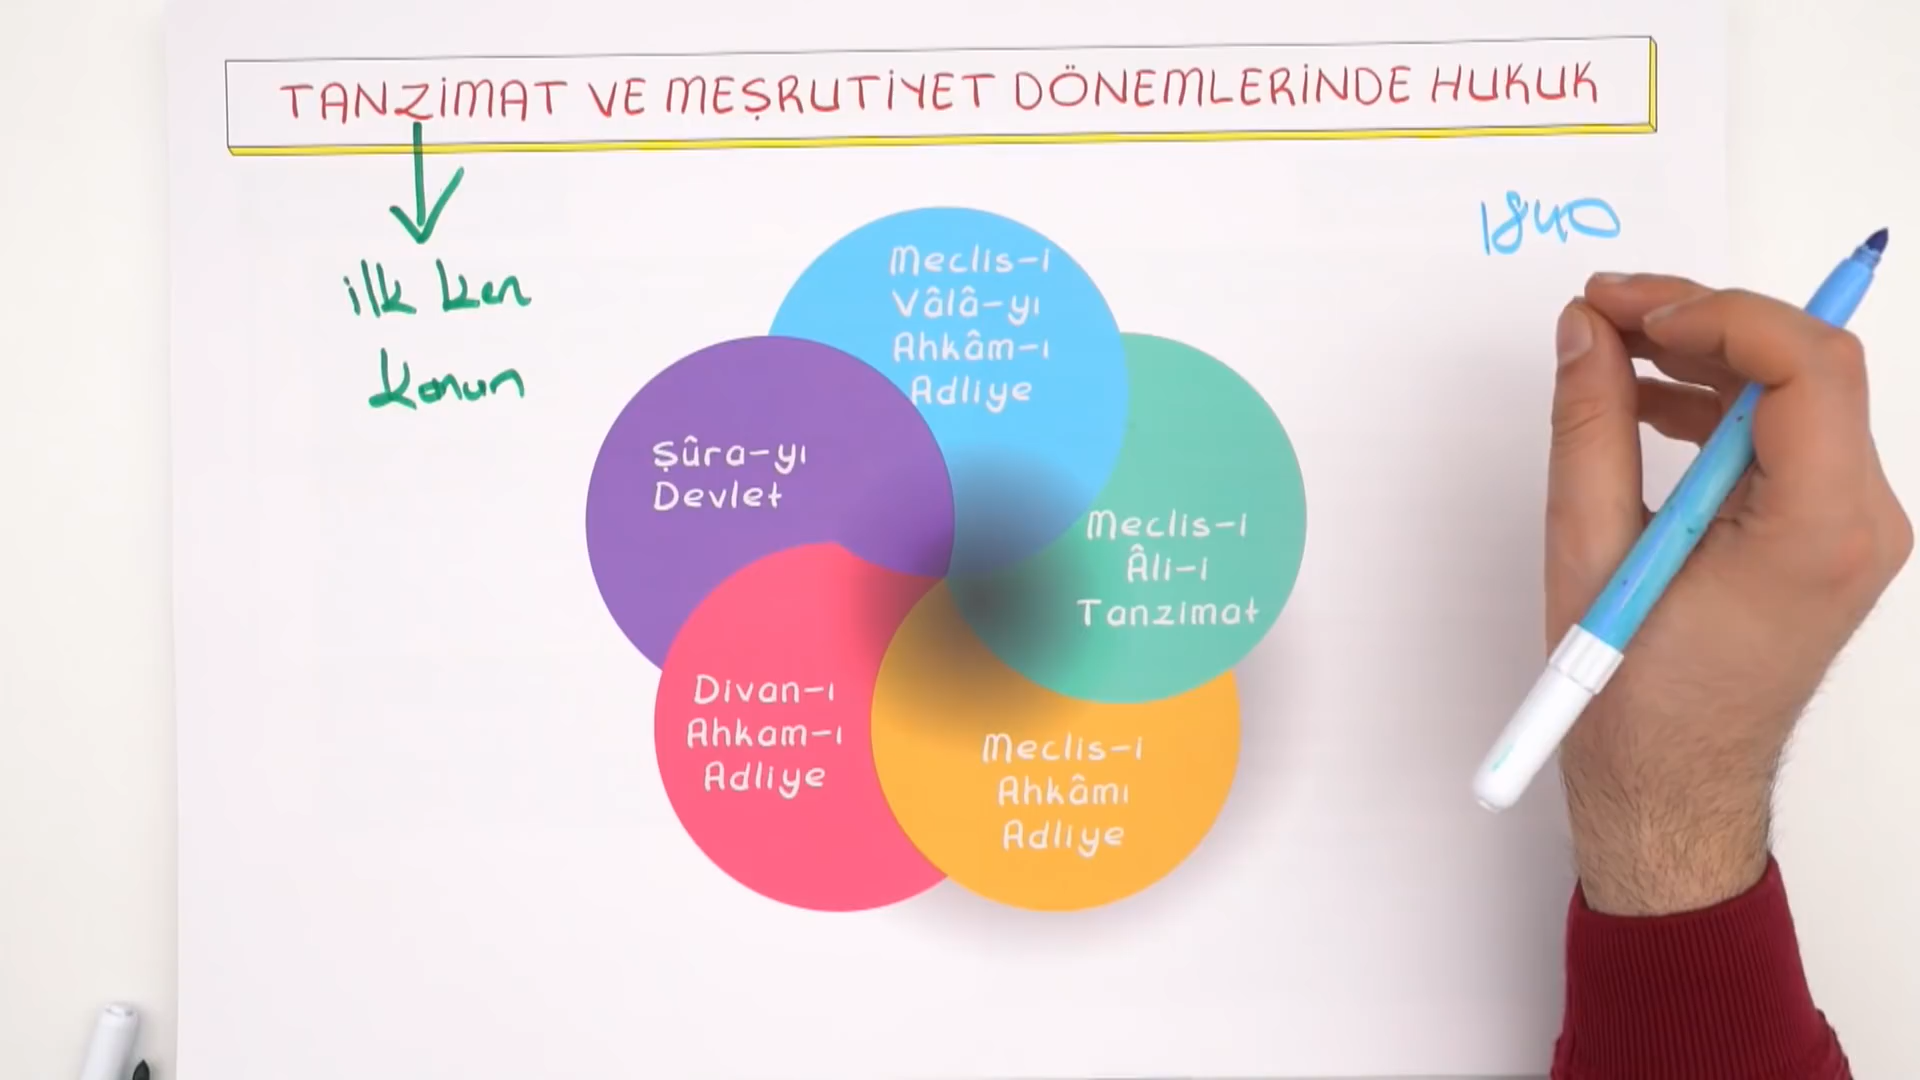 TANZİMAT VE MEŞRUTİYET DÖNEMLERİNDE HUKUK
ilk kez
kanun
1840
Meclis-i
Vâlâ-yı
Ahkâm-ı
Adliye
Şûra-yı
Devlet
Meclis-i
Âli-i
Tanzimat
Divan-ı
Ahkam-ı
Adliye
Meclis-i
Ahkâmı
Adliye